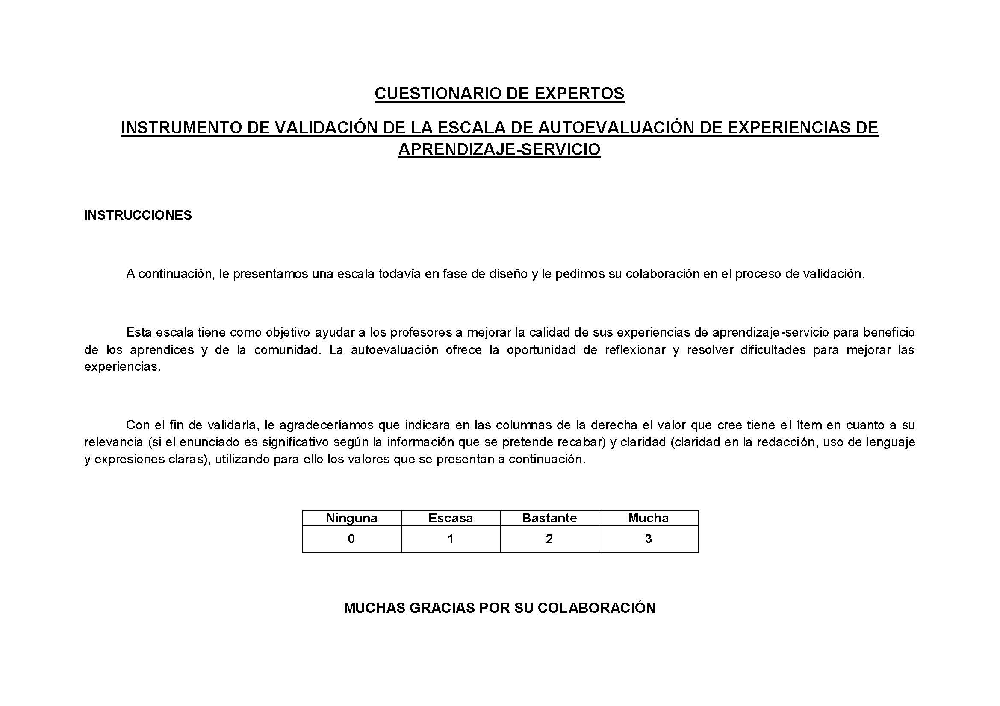 CUESTIONARIO DE EXPERTOS
INSTRUMENTO DE VALIDACIÓN DE LA ESCALA DE AUTOEVALUACIÓN DE EXPERIENCIAS DE
APRENDIZAJE-SERVICIO
INSTRUCCIONES
A continuación, le presentamos una escala todavía en fase de diseño y le pedimos su colaboración en el proceso de validación.
Esta escala tiene como objetivo ayudar a los profesores a mejorar la calidad de sus experiencias de aprendizaje-servicio para beneficio
de los aprendices y de la comunidad. La autoevaluación ofrece la oportunidad de reflexionar y resolver dificultades para mejorar las
experiencias.
Con el fin de validarla, le agradeceríamos que indicara en las columnas de la derecha el valor que cree tiene el ítem en cuanto a su
relevancia (si el enunciado es significativo según la información que se pretende recabar) y claridad (claridad en la redacción, uso de lenguaje
y expresiones claras), utilizando para ello los valores que se presentan a continuación.
Ninguna Escasa Bastante Mucha
0 1 2 3
MUCHAS GRACIAS POR SU COLABORACIÓN